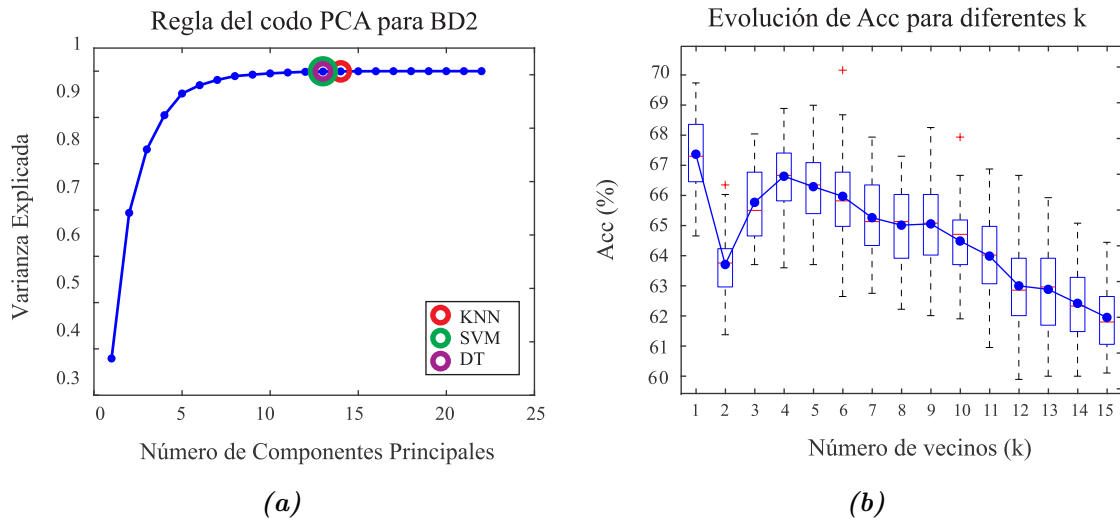 Regla del codo PCA para BD2
Varianza Explicada
1
0.9
0.8
0.7
0.6
0.5
0.4
0.3
0 5 10 15 20 25
Número de Componentes Principales
KNN
SVM
DT
(a)
Evolución de Acc para diferentes k
Acc (%)
70
69
68
67
66
65
64
63
62
61
60
1 2 3 4 5 6 7 8 9 10 11 12 13 14 15
Número de vecinos (k)
(b)